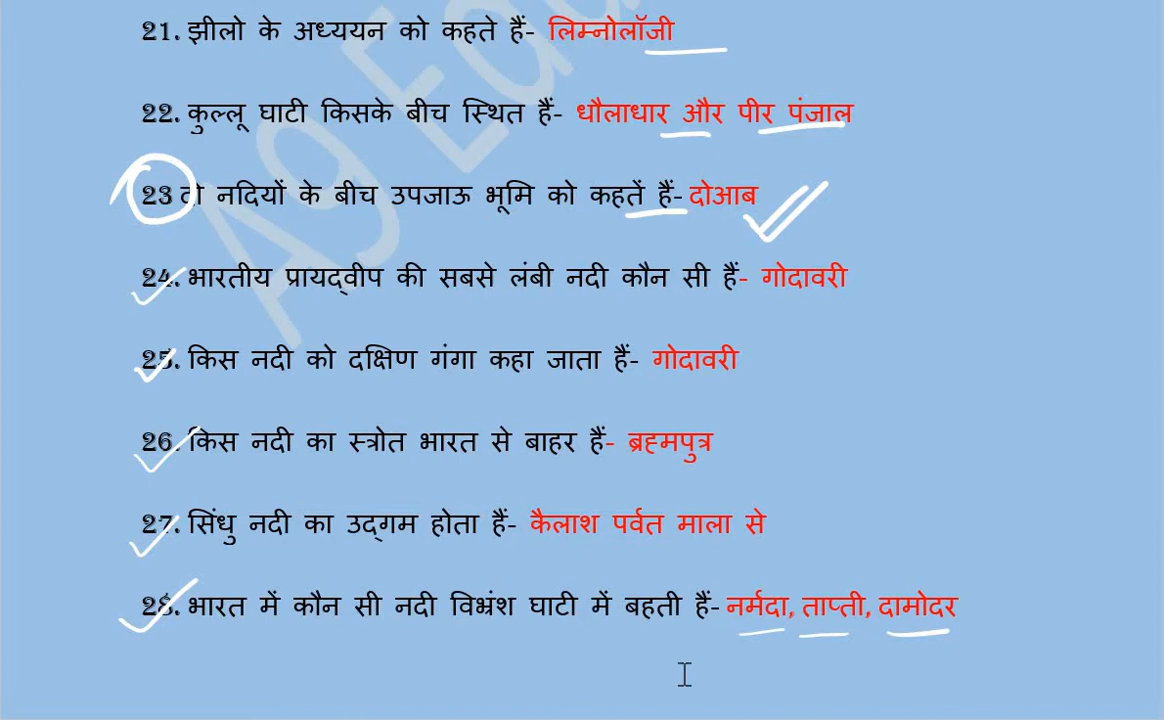 21. झीलो के अध्ययन को कहते हैं- लिम्नोलॉजी
22. कुल्लू घाटी किसके बीच स्थित हैं- धौलाधार और पीर पंजाल
23 दो नदियों के बीच उपजाऊ भूमि को कहतें हैं- दोआब
24. भारतीय प्रायद्वीप की सबसे लंबी नदी कौन सी हैं- गोदावरी
25. किस नदी को दक्षिण गंगा कहा जाता हैं- गोदावरी
26. किस नदी का स्त्रोत भारत से बाहर हैं- ब्रह्मपुत्र
27. सिंधु नदी का उद्गम होता हैं- कैलाश पर्वत माला से
28. भारत में कौन सी नदी विभ्रंश घाटी में बहती हैं- नर्मदा, ताप्ती, दामोदर